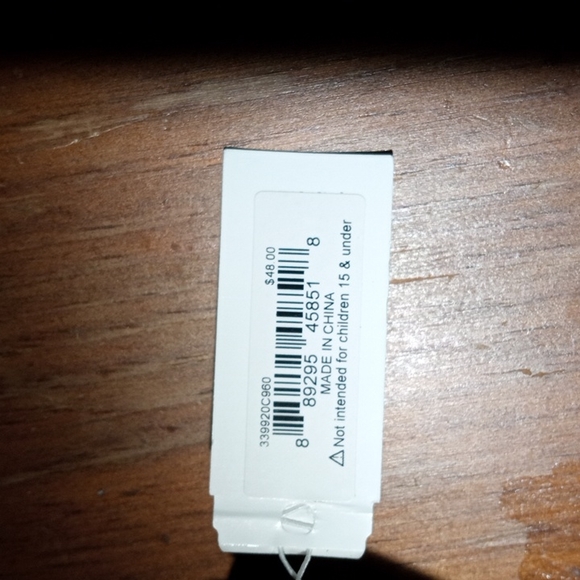 339920C960 $48.00
8 89295 45851 8
MADE IN CHINA
⚠Not intended for children 15 & under